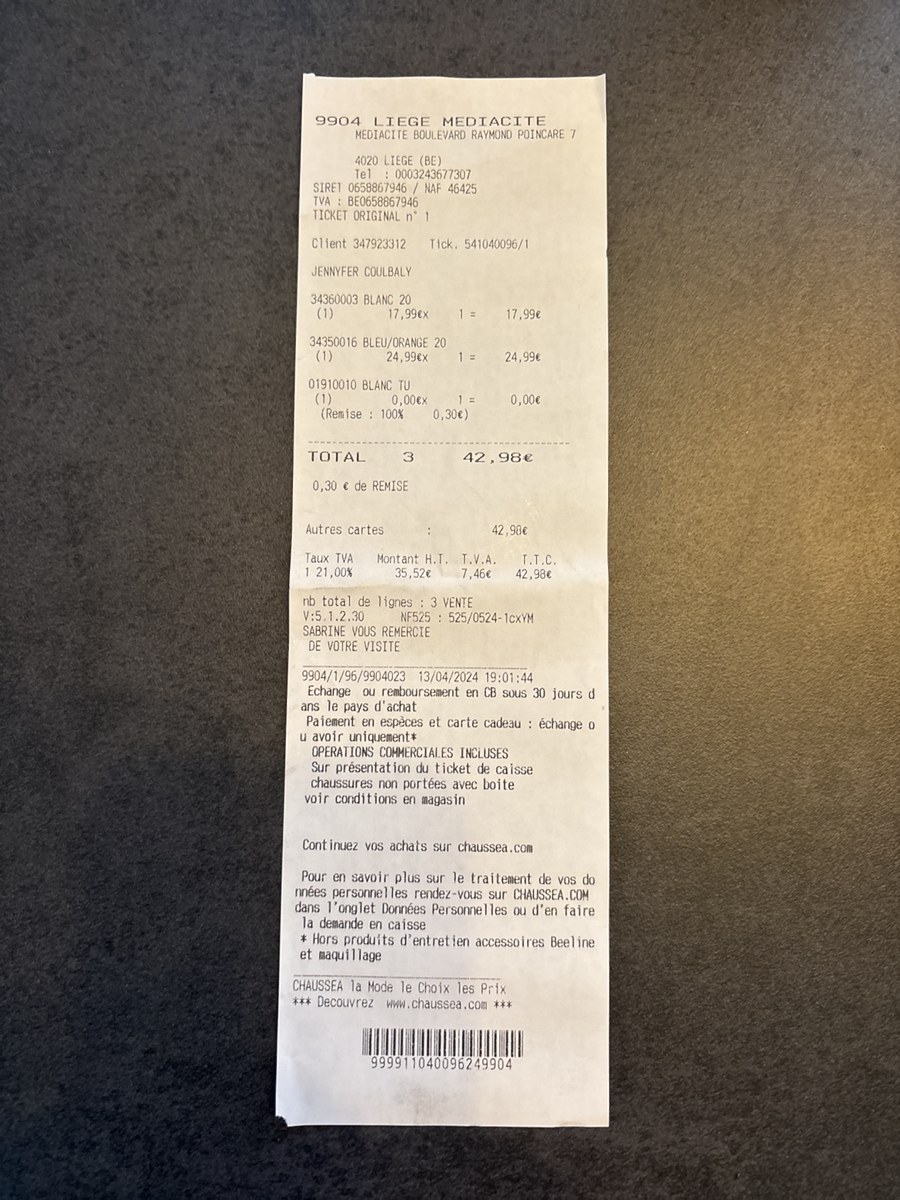 9904 LIEGE MEDIACITE
MEDIACITE BOULEVARD RAYMOND POINCARE 7
4020 LIEGE (BE)
Tel : 0003243677307
SIRET 0658867946 / NAF 46425
TVA : BE0658867946
TICKET ORIGINAL n° 1
Client 347923312 Tick. 541040096/1
JENNYFER COULBALY
34360003 BLANC 20
(1) 17,99€x 1 = 17,99€
34350016 BLEU/ORANGE 20
(1) 24,99€x 1 = 24,99€
01910010 BLANC TU
(1) 0,00€x 1 = 0,00€
(Remise : 100% 0,30€)
TOTAL 3 42,98€
0,30 € de REMISE
Autres cartes : 42,98€
Taux TVA Montant H.T. T.V.A. T.T.C.
1 21,00% 35,52€ 7,46€ 42,98€
nb total de lignes : 3 VENTE
V:5.1.2.30 NF525 : 525/0524-1cxYM
SABRINE VOUS REMERCIE
DE VOTRE VISITE
9904/1/96/9904023 13/04/2024 19:01:44
Echange ou remboursement en CB sous 30 jours d
ans le pays d'achat
Paiement en espèces et carte cadeau : échange o
u avoir uniquement*
OPERATIONS COMMERCIALES INCLUSES
Sur présentation du ticket de caisse
chaussures non portées avec boite
voir conditions en magasin
Continuez vos achats sur chaussea.com
Pour en savoir plus sur le traitement de vos do
nnées personnelles rendez-vous sur CHAUSSEA.COM
dans l'onglet Données Personnelles ou d'en faire
la demande en caisse
* Hors produits d'entretien accessoires Beeline
et maquillage
CHAUSSEA la Mode le Choix les Prix
*** Decouvrez www.chaussea.com ***
999911040096249904